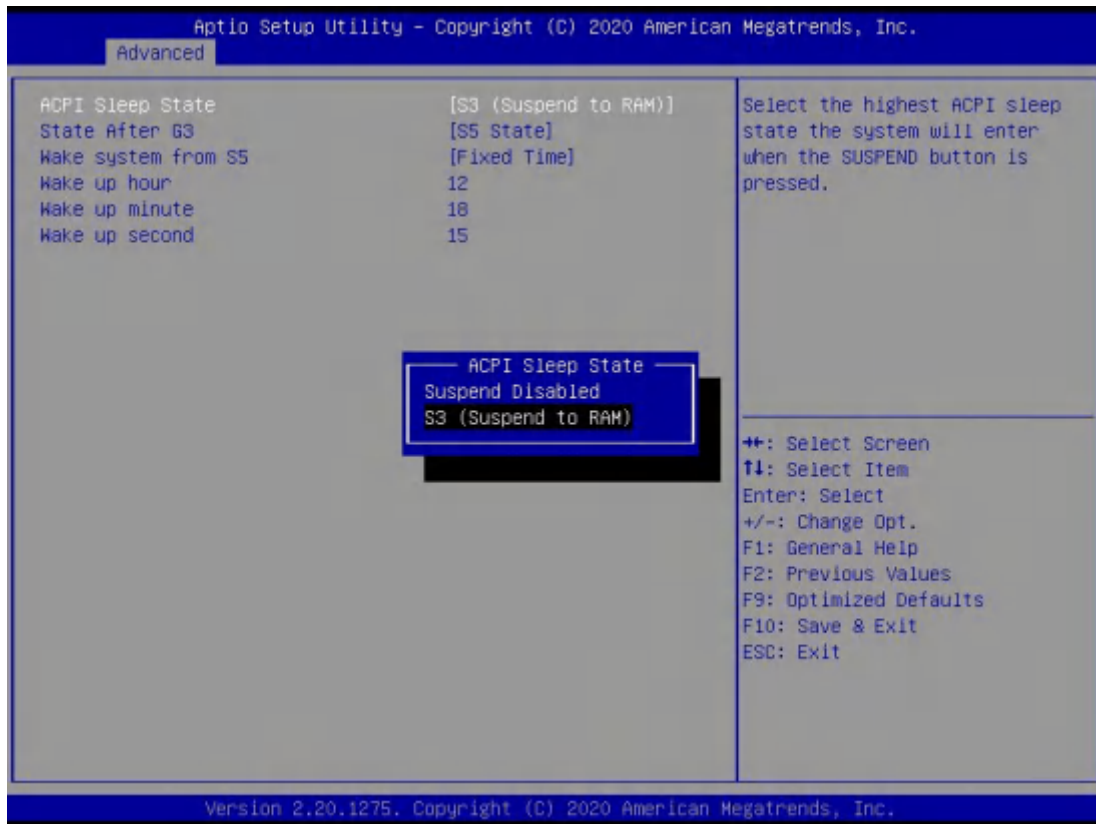 Aptio Setup Utility – Copyright (C) 2020 American Megatrends, Inc.
Advanced
ACPI Sleep State [S3 (Suspend to RAM)]
State After G3 [S5 State]
Wake system from S5 [Fixed Time]
Wake up hour 12
Wake up minute 18
Wake up second 15
Select the highest ACPI sleep
state the system will enter
when the SUSPEND button is
pressed.
ACPI Sleep State
Suspend Disabled
S3 (Suspend to RAM)
→←: Select Screen
↑↓: Select Item
Enter: Select
+/-: Change Opt.
F1: General Help
F2: Previous Values
F9: Optimized Defaults
F10: Save & Exit
ESC: Exit
Version 2.20.1275. Copyright (C) 2020 American Megatrends, Inc.